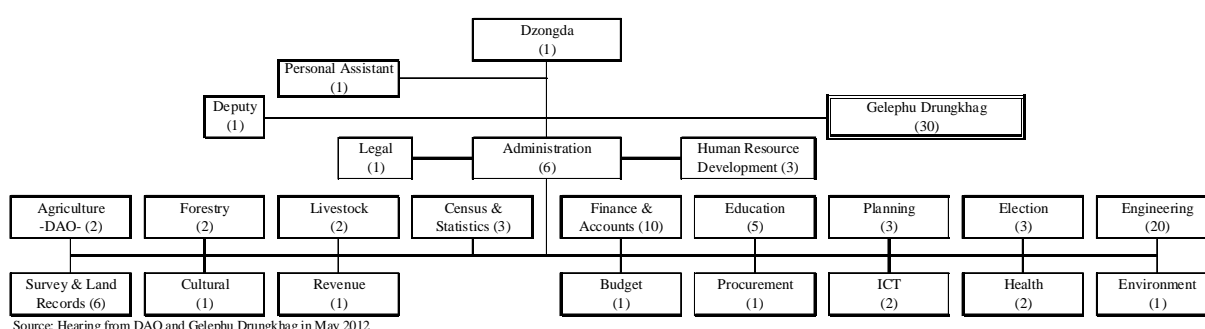 Dzongda
(1)
Personal Assistant
(1)
Deputy
(1)
Gelephu Drungkhag
(30)
Legal
(1)
Administration
(6)
Human Resource
Development (3)
Agriculture
-DAO- (2)
Forestry
(2)
Livestock
(2)
Census &
Statistics (3)
Finance &
Accounts (10)
Education
(5)
Planning
(3)
Election
(3)
Engineering
(20)
Survey & Land
Records (6)
Cultural
(1)
Revenue
(1)
Budget
(1)
Procurement
(1)
ICT
(2)
Health
(2)
Environment
(1)
Source: Hearing from DAO and Gelephu Drungkhag in May 2012